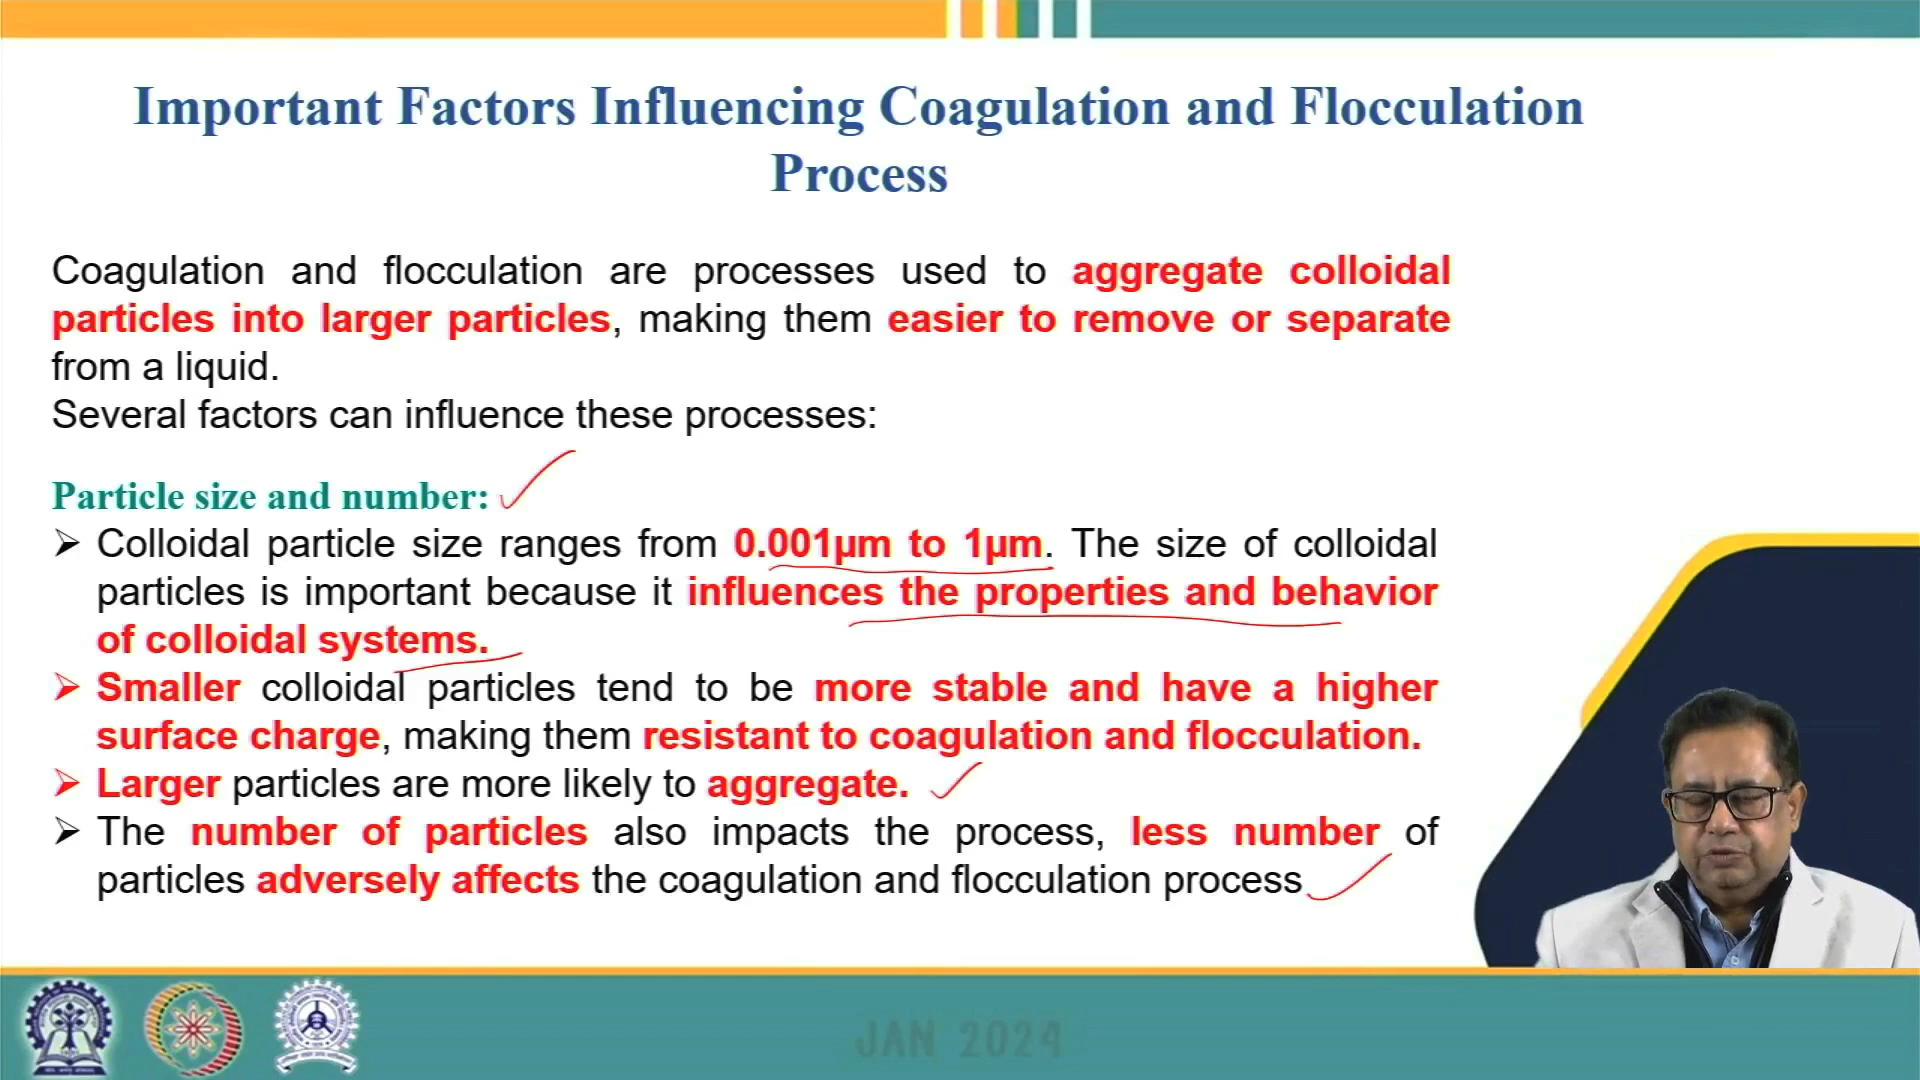 Important Factors Influencing Coagulation and Flocculation
Process
Coagulation and flocculation are processes used to aggregate colloidal
particles into larger particles, making them easier to remove or separate
from a liquid.
Several factors can influence these processes:
Particle size and number:
➢ Colloidal particle size ranges from 0.001µm to 1µm. The size of colloidal
particles is important because it influences the properties and behavior
of colloidal systems.
➢ Smaller colloidal particles tend to be more stable and have a higher
surface charge, making them resistant to coagulation and flocculation.
➢ Larger particles are more likely to aggregate.
➢ The number of particles also impacts the process, less number of
particles adversely affects the coagulation and flocculation process
JAN 2024